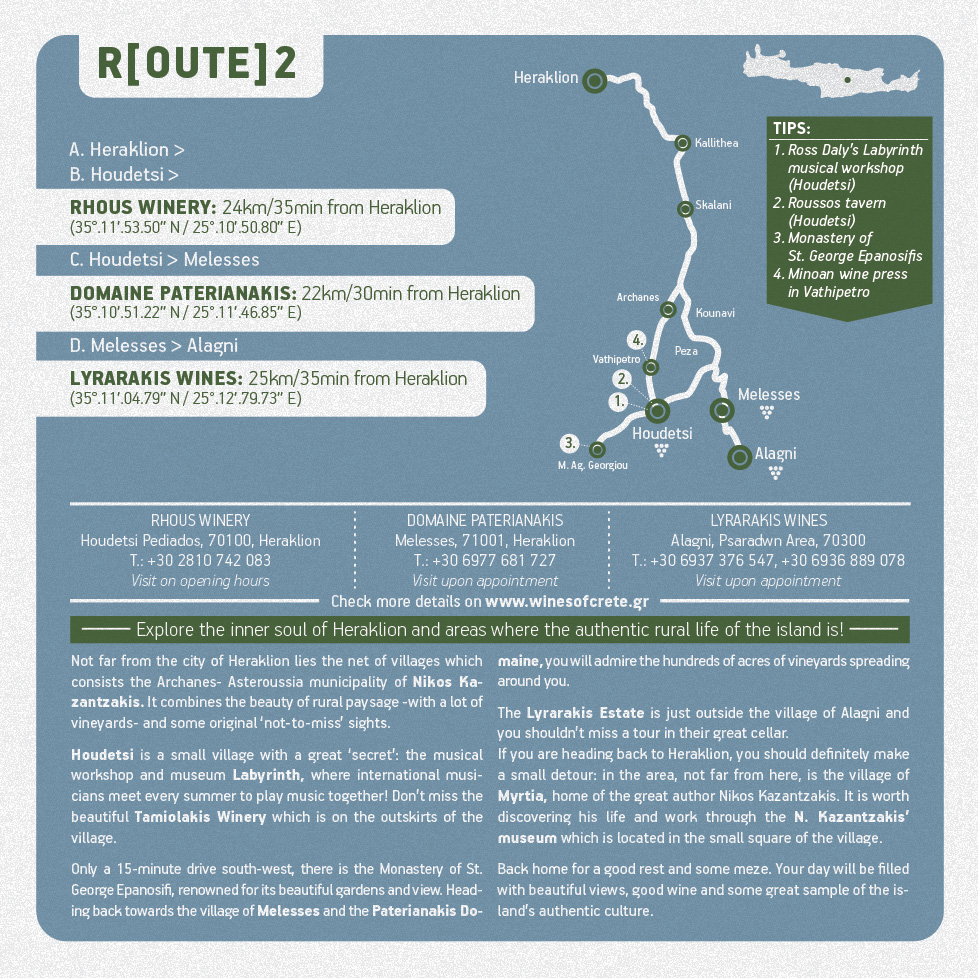 R[OUTE]2
A. Heraklion >
B. Houdetsi >
RHOUS WINERY: 24km/35min from Heraklion
(35°.11'.53.50" N / 25°.10'.50.80" E)
C. Houdetsi > Melesses
DOMAINE PATERIANAKIS: 22km/30min from Heraklion
(35°.10'.51.22" N / 25°.11'.46.85" E)
D. Melesses > Alagni
LYRARAKIS WINES: 25km/35min from Heraklion
(35°.11'.04.79" N / 25°.12'.79.73" E)
Heraklion
Kallithea
Skalani
Archanes
Kounavi
4.
Vathipetro
Peza
2.
1.
Melesses
Houdetsi
3.
M. Ag. Georgiou
Alagni
TIPS:
1. Ross Daly's Labyrinth
musical workshop
(Houdetsi)
2. Roussos tavern
(Houdetsi)
3. Monastery of
St. George Epanosifis
4. Minoan wine press
in Vathipetro
RHOUS WINERY
Houdetsi Pediados, 70100, Heraklion
T.: +30 2810 742 083
Visit on opening hours
DOMAINE PATERIANAKIS
Melesses, 71001, Heraklion
T.: +30 6977 681 727
Visit upon appointment
LYRARAKIS WINES
Alagni, Psaradwn Area, 70300
T.: +30 6937 376 547, +30 6936 889 078
Visit upon appointment
Check more details on www.winesofcrete.gr
Explore the inner soul of Heraklion and areas where the authentic rural life of the island is!
Not far from the city of Heraklion lies the net of villages which
consists the Archanes- Asteroussia municipality of Nikos Ka-
zantzakis. It combines the beauty of rural paysage -with a lot of
vineyards- and some original 'not-to-miss' sights.
Houdetsi is a small village with a great 'secret': the musical
workshop and museum Labyrinth, where international musi-
cians meet every summer to play music together! Don't miss the
beautiful Tamiolakis Winery which is on the outskirts of the
village.
Only a 15-minute drive south-west, there is the Monastery of St.
George Epanosifi, renowned for its beautiful gardens and view. Head-
ing back towards the village of Melesses and the Paterianakis Do-
maine, you will admire the hundreds of acres of vineyards spreading
around you.
The Lyrarakis Estate is just outside the village of Alagni and
you shouldn't miss a tour in their great cellar.
If you are heading back to Heraklion, you should definitely make
a small detour: in the area, not far from here, is the village of
Myrtia, home of the great author Nikos Kazantzakis. It is worth
discovering his life and work through the N. Kazantzakis'
museum which is located in the small square of the village.
Back home for a good rest and some meze. Your day will be filled
with beautiful views, good wine and some great sample of the is-
land's authentic culture.